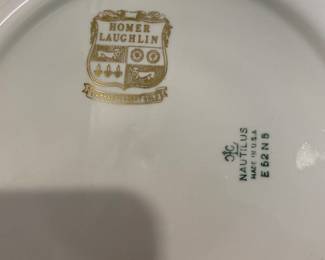 HOMER
LAUGHLIN
NAUTILUS
MADE IN U.S.A
E 52 N 5